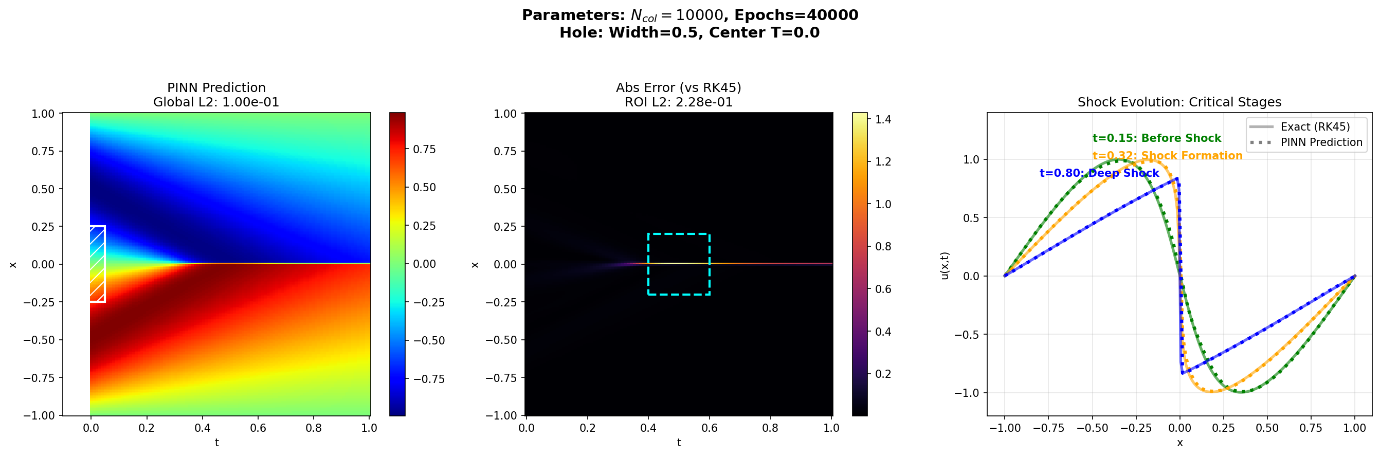 Parameters: N_col = 10000, Epochs=40000
Hole: Width=0.5, Center T=0.0
PINN Prediction
Global L2: 1.00e-01
1.00
0.75
0.50
0.25
0.00
−0.25
−0.50
−0.75
−1.00
x
0.0 0.2 0.4 0.6 0.8 1.0
t
0.75
0.50
0.25
0.00
−0.25
−0.50
−0.75
Abs Error (vs RK45)
ROI L2: 2.28e-01
1.00
0.75
0.50
0.25
0.00
−0.25
−0.50
−0.75
−1.00
x
0.0 0.2 0.4 0.6 0.8 1.0
t
1.4
1.2
1.0
0.8
0.6
0.4
0.2
Shock Evolution: Critical Stages
Exact (RK45)
PINN Prediction
t=0.15: Before Shock
t=0.32: Shock Formation
t=0.80: Deep Shock
1.0
0.5
0.0
−0.5
−1.0
u(x,t)
−1.00 −0.75 −0.50 −0.25 0.00 0.25 0.50 0.75 1.00
x